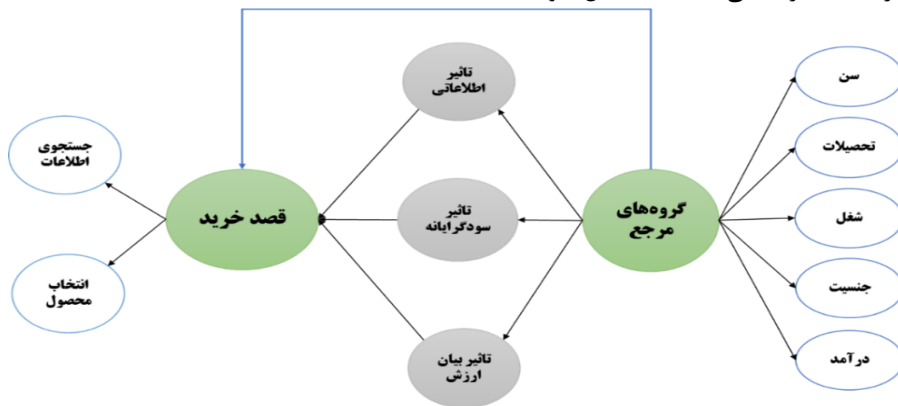 سن
تاثیر
اطلاعاتی
تحصیلات
جستجوی
اطلاعات
گروه‌های
مرجع
تاثیر
سودگرایانه
قصد خرید
شغل
جنسیت
انتخاب
محصول
درآمد
تاثیر بیان
ارزش